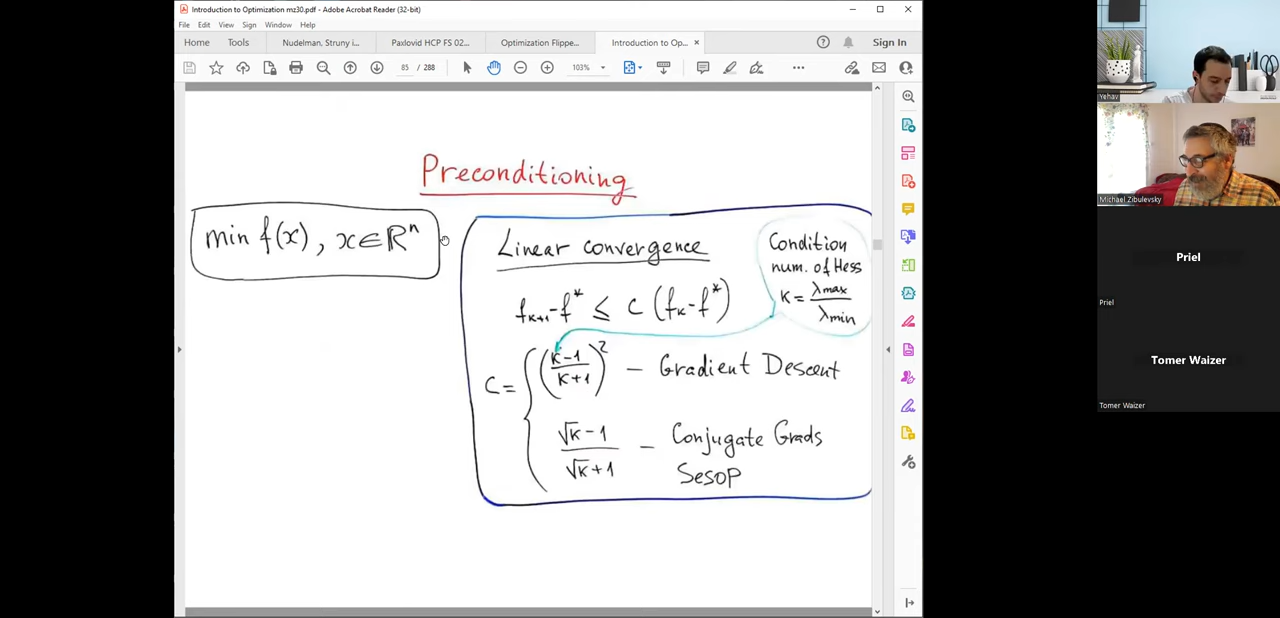 Introduction to Optimization mz30.pdf - Adobe Acrobat Reader (32-bit)
File Edit View Sign Window Help
Home Tools Nudelman, Struny i... Paxlovid HCP FS 02... Optimization Flippe... Introduction to Op... × Sign In
85 / 288 103%
Preconditioning
min f(x), x∈ℝⁿ
Linear convergence
Condition
num. of Hess
K = λmax / λmin
f_{K+1} - f* ≤ C (f_K - f*)
C = { ((K-1)/(K+1))² - Gradient Descent
(√K-1)/(√K+1) - Conjugate Grads
SESOP
Yehav
Michael Zibulevsky
Priel
Priel
Tomer Waizer
Tomer Waizer